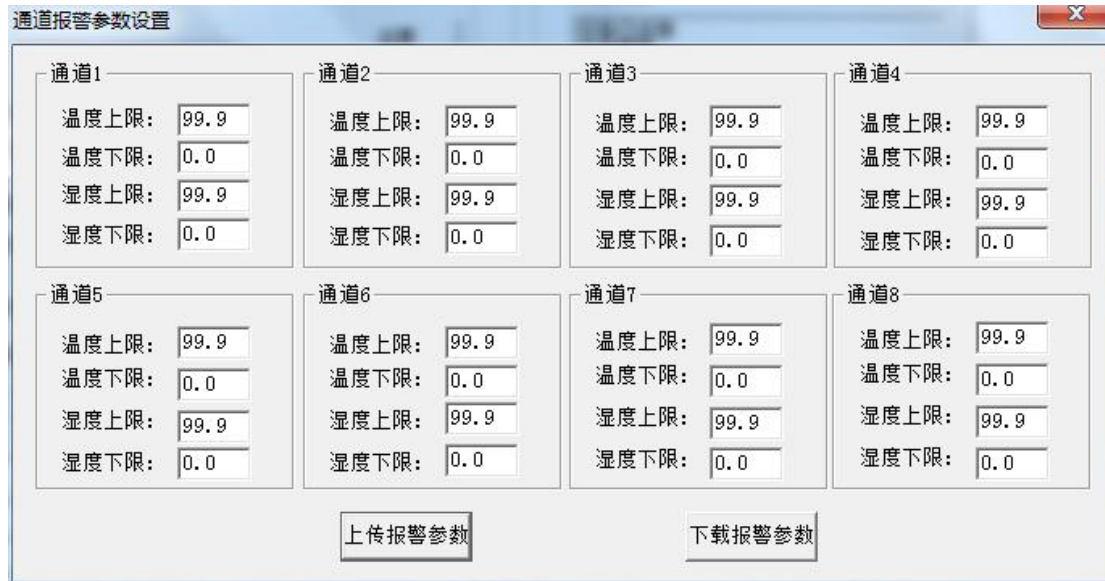 通道报警参数设置
通道1
温度上限: 99.9
温度下限: 0.0
湿度上限: 99.9
湿度下限: 0.0
通道2
温度上限: 99.9
温度下限: 0.0
湿度上限: 99.9
湿度下限: 0.0
通道3
温度上限: 99.9
温度下限: 0.0
湿度上限: 99.9
湿度下限: 0.0
通道4
温度上限: 99.9
温度下限: 0.0
湿度上限: 99.9
湿度下限: 0.0
通道5
温度上限: 99.9
温度下限: 0.0
湿度上限: 99.9
湿度下限: 0.0
通道6
温度上限: 99.9
温度下限: 0.0
湿度上限: 99.9
湿度下限: 0.0
通道7
温度上限: 99.9
温度下限: 0.0
湿度上限: 99.9
湿度下限: 0.0
通道8
温度上限: 99.9
温度下限: 0.0
湿度上限: 99.9
湿度下限: 0.0
上传报警参数
下载报警参数